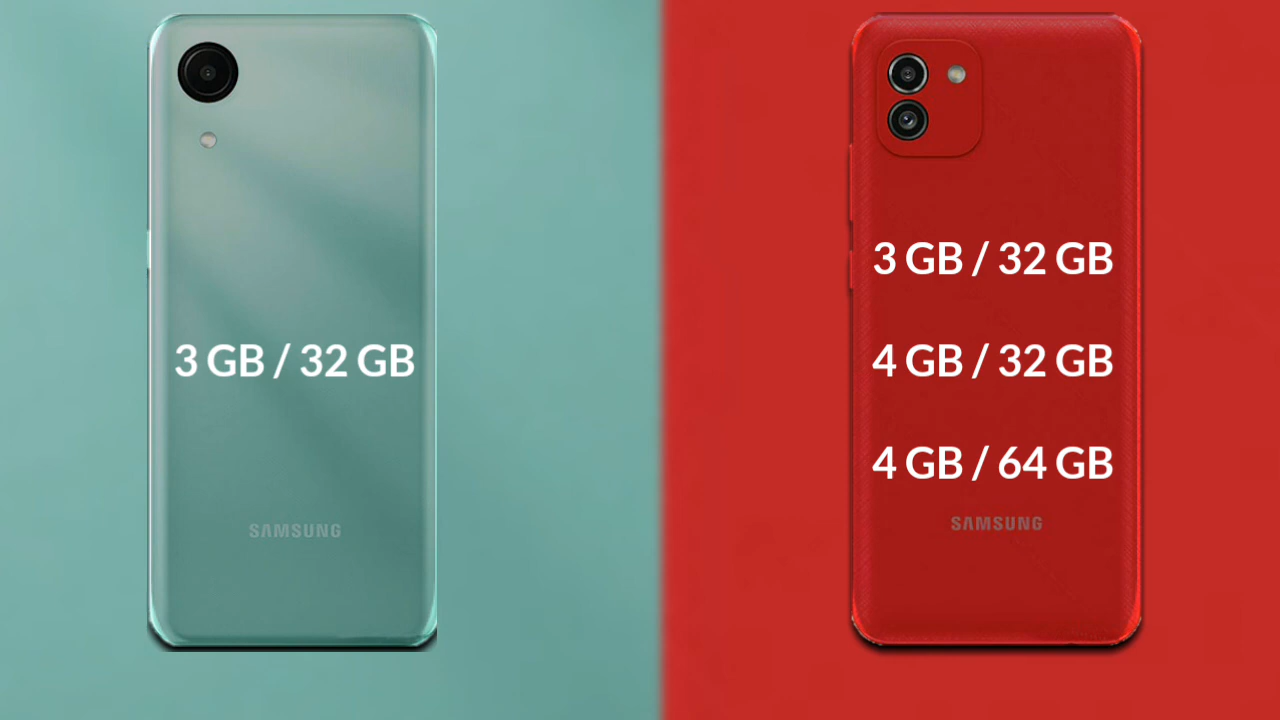 3 GB / 32 GB
SAMSUNG
3 GB / 32 GB
4 GB / 32 GB
4 GB / 64 GB
SAMSUNG